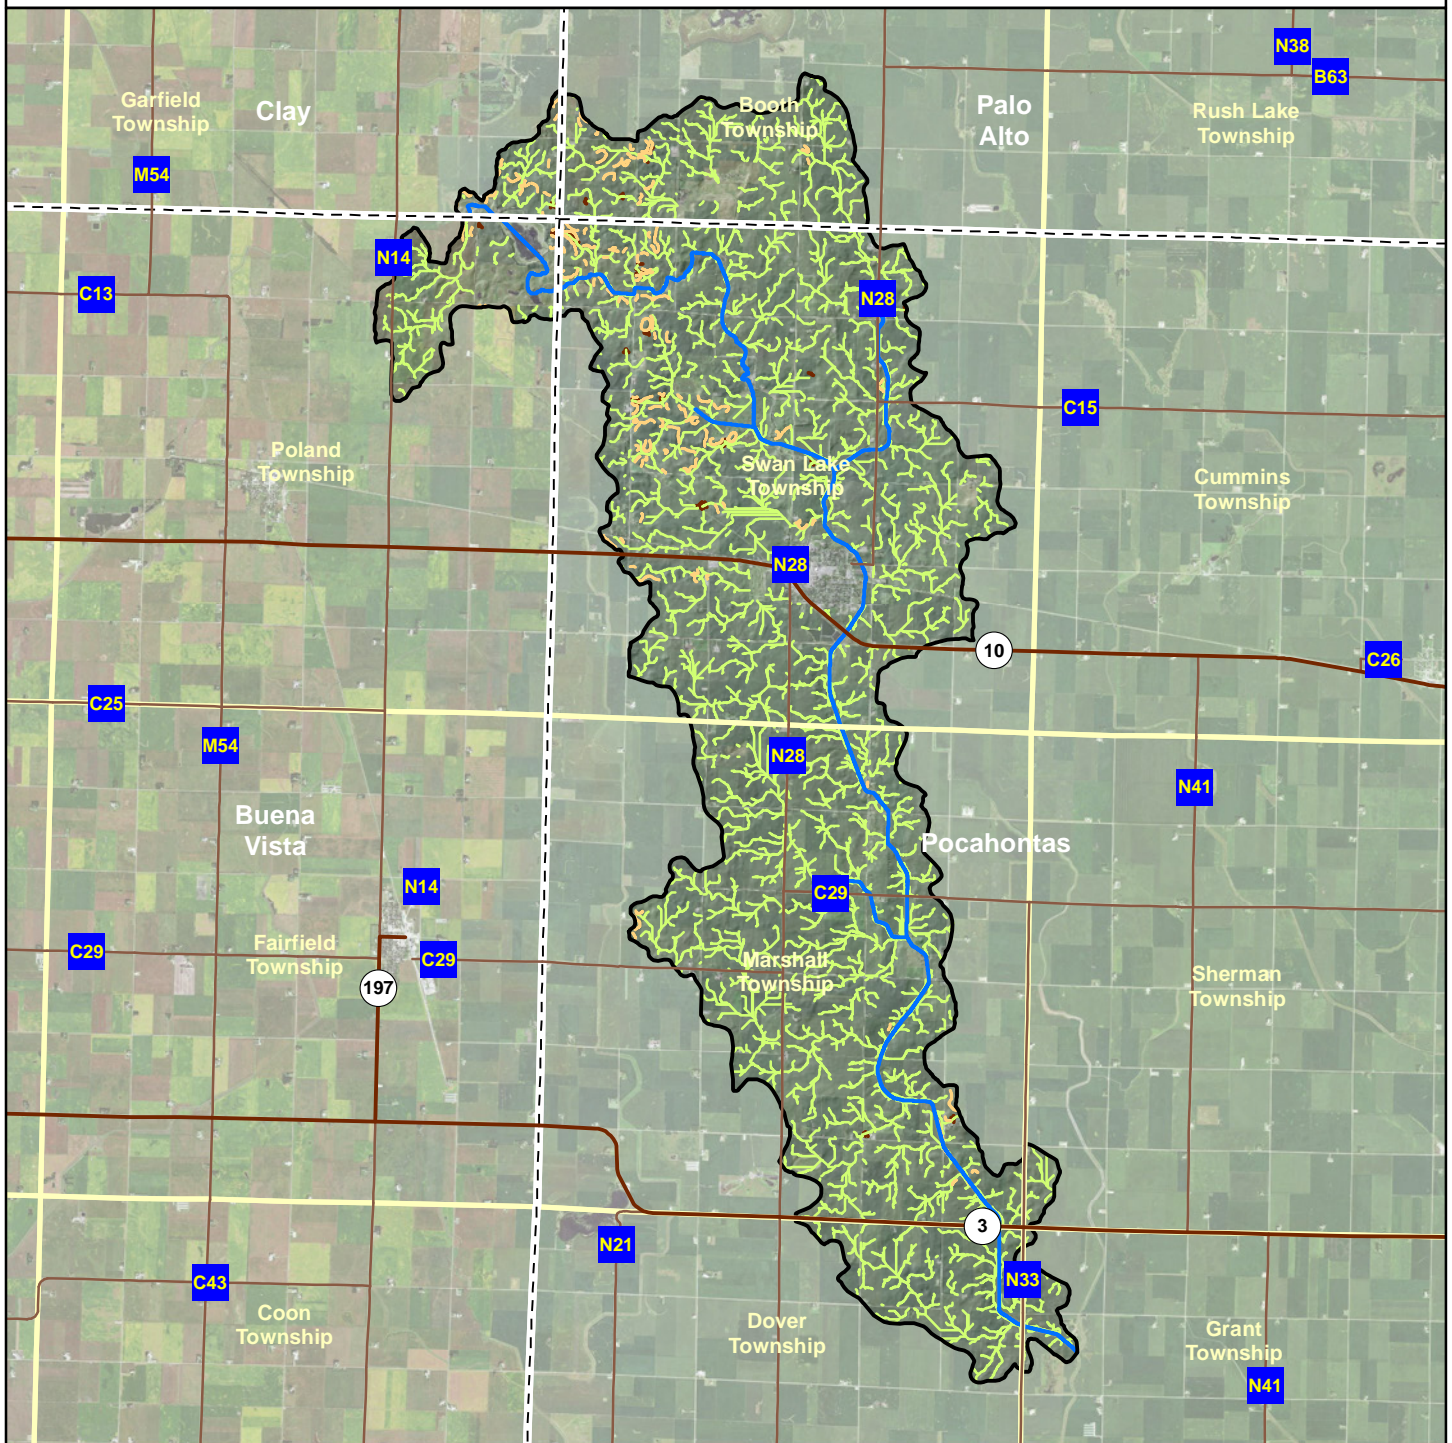 N38
B63
Garfield
Township
Clay
Booth
Township
Palo
Alto
Rush Lake
Township
M54
N14
C13
N28
C15
Poland
Township
Swan Lake
Township
Cummins
Township
N28
10
C26
C25
M54
N28
N41
Buena
Vista
Pocahontas
N14
C29
C29
Fairfield
Township
C29
Marshall
Township
Sherman
Township
197
3
N21
N33
C43
Coon
Township
Dover
Township
Grant
Township
N41